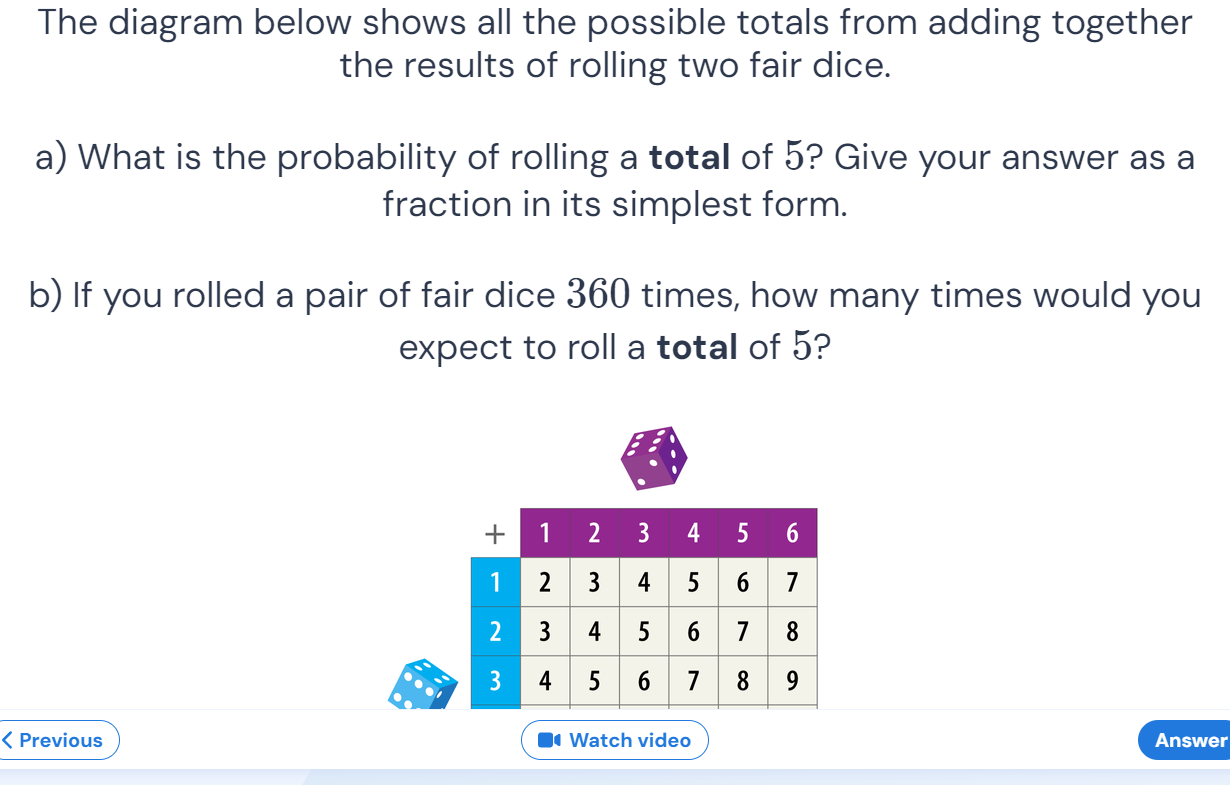 The diagram below shows all the possible totals from adding together
the results of rolling two fair dice.
a) What is the probability of rolling a total of 5? Give your answer as a
fraction in its simplest form.
b) If you rolled a pair of fair dice 360 times, how many times would you
expect to roll a total of 5?
+ 1 2 3 4 5 6
1 2 3 4 5 6 7
2 3 4 5 6 7 8
3 4 5 6 7 8 9
Previous
Watch video
Answer